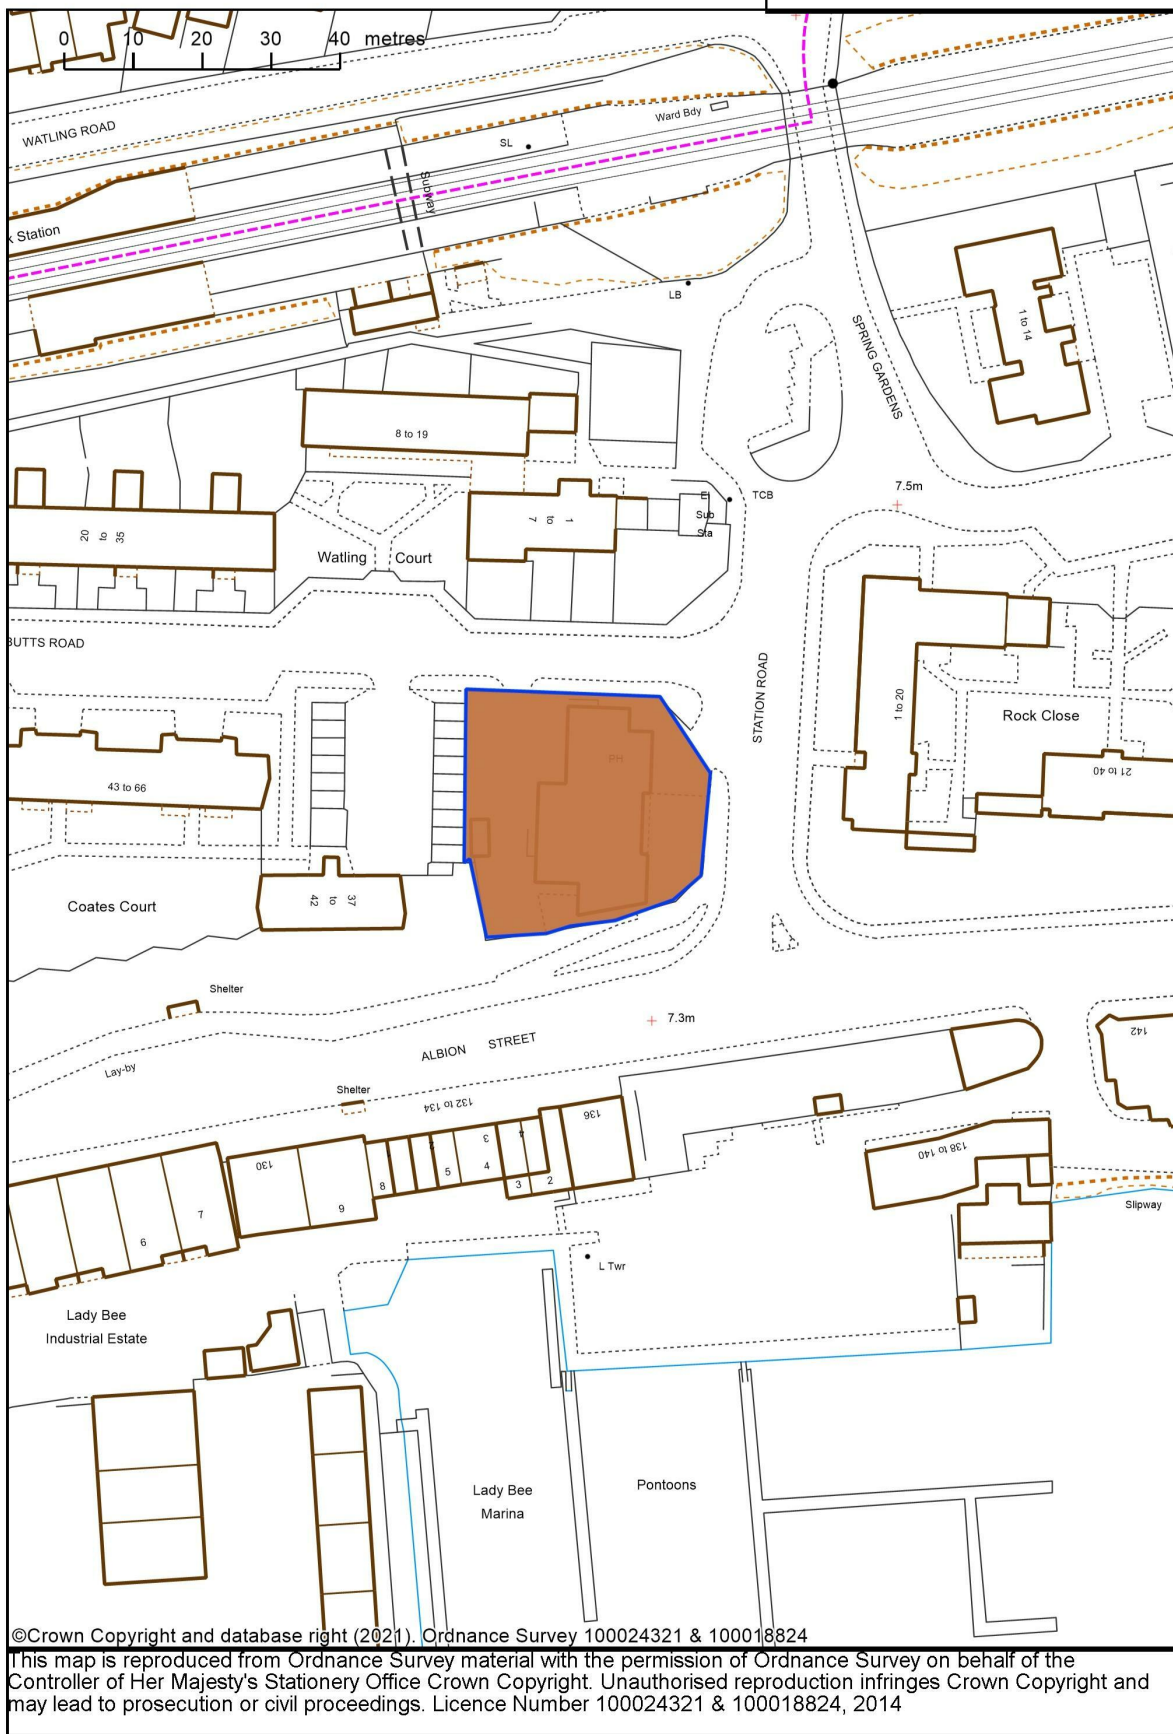 0 10 20 30 40 metres
WATLING ROAD
Ward Bdy
SL
Subway
k Station
LB
SPRING GARDENS
1 to 14
8 to 19
7.5m
El
Sub
Sta
TCB
1 to 7
20 to 35
Watling Court
BUTTS ROAD
STATION ROAD
1 to 20
Rock Close
21 to 40
PH
43 to 66
37 to 42
Coates Court
Shelter
7.3m
ALBION STREET
Lay-by
Shelter
132 to 134
136
142
138 to 140
130
8
5
3
4
4
3
2
9
7
6
Slipway
L Twr
Lady Bee
Industrial Estate
Lady Bee
Marina
Pontoons
©Crown Copyright and database right (2021). Ordnance Survey 100024321 & 100018824
This map is reproduced from Ordnance Survey material with the permission of Ordnance Survey on behalf of the
Controller of Her Majesty's Stationery Office Crown Copyright. Unauthorised reproduction infringes Crown Copyright and
may lead to prosecution or civil proceedings. Licence Number 100024321 & 100018824, 2014